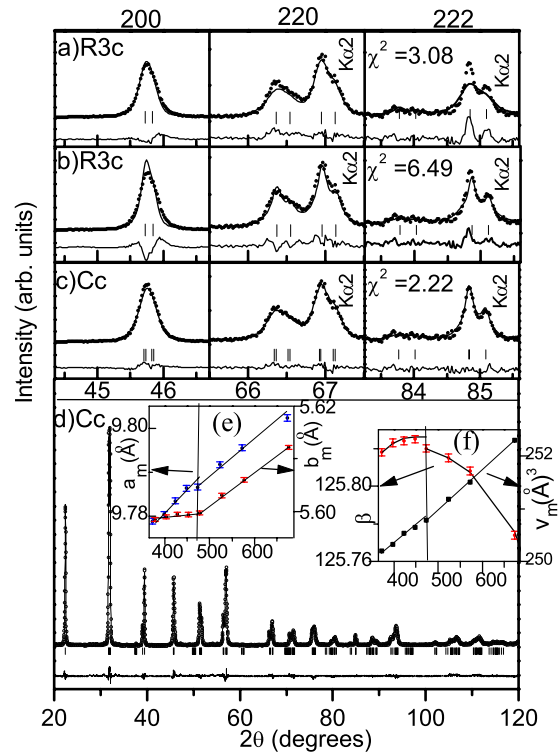 200 220 222
a)R3c Kα2 χ² =3.08 Kα2
b)R3c Kα2 χ² =6.49 Kα2
c)Cc Kα2 χ² =2.22 Kα2
Intensity (arb. units)
45 46 66 67 84 85
d)Cc
(e)
9.80
9.78
a_m(Å)
5.62
5.60
b_m(Å)
400 500 600
(f)
125.80
125.76
β
252
250
v_m(Å)³
400 500 600 700
20 40 60 80 100 120
2θ (degrees)